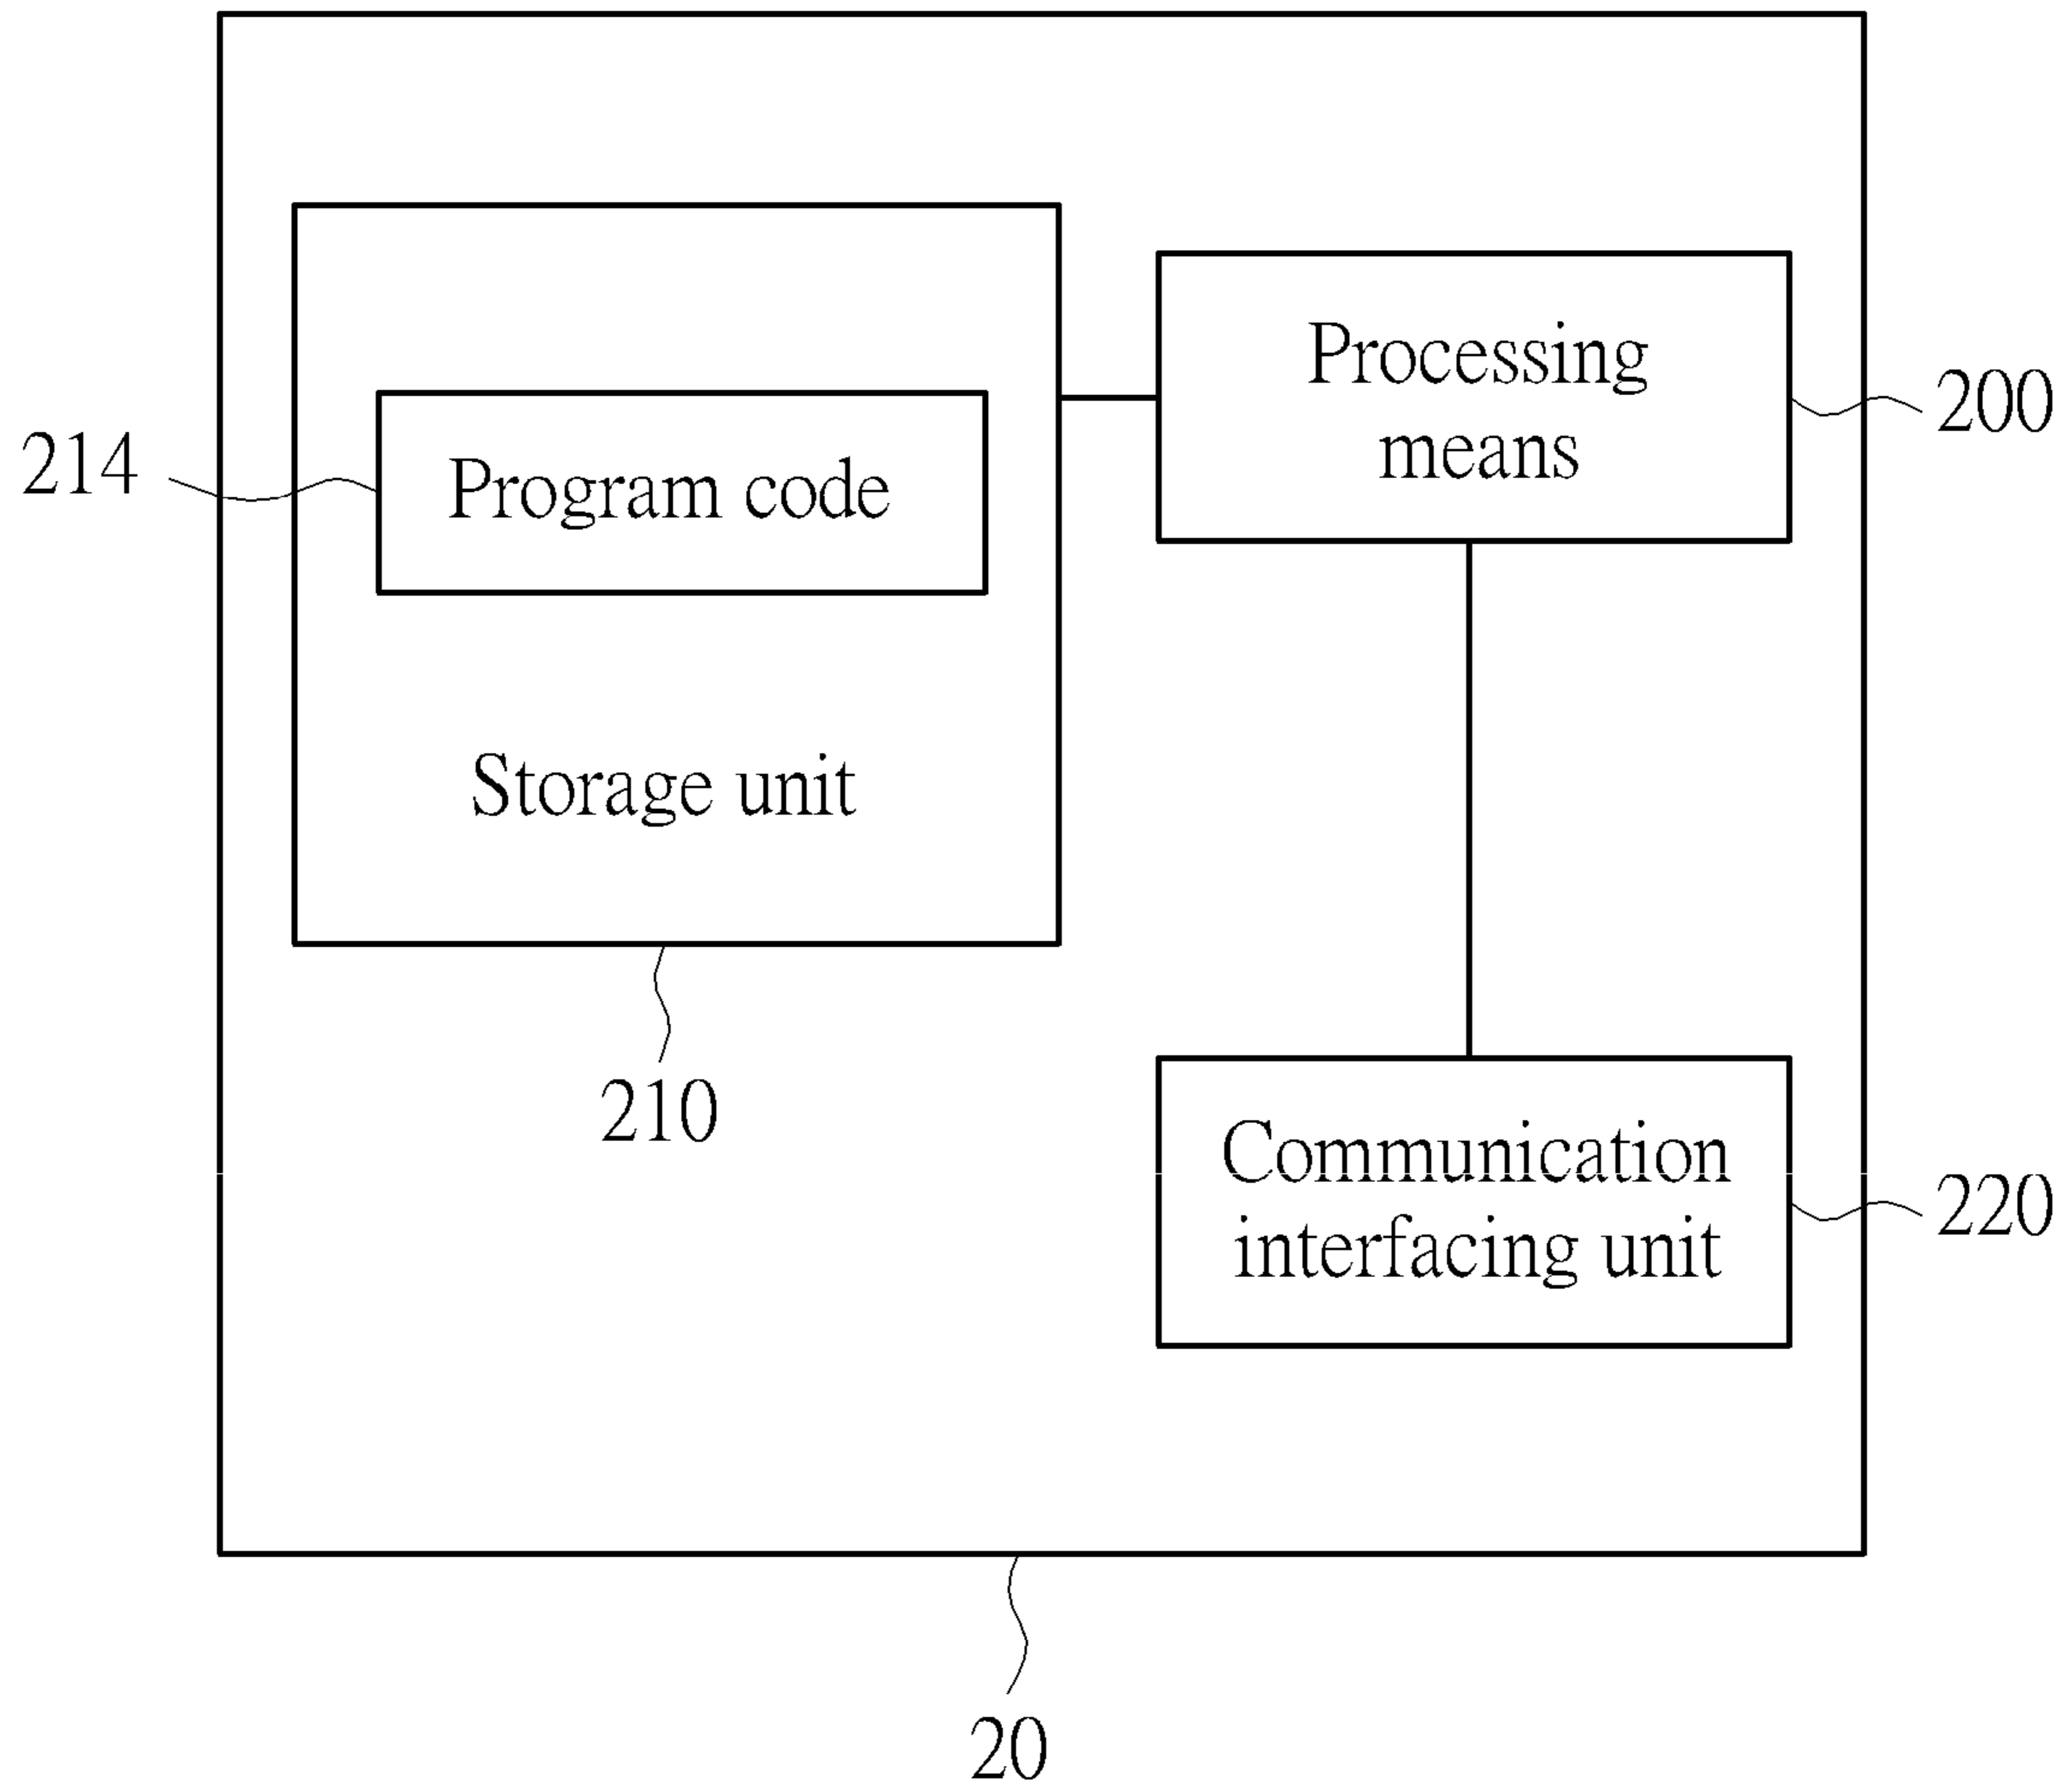 Processing
means
200
214
Program code
Storage unit
210
Communication
interfacing unit
220
20